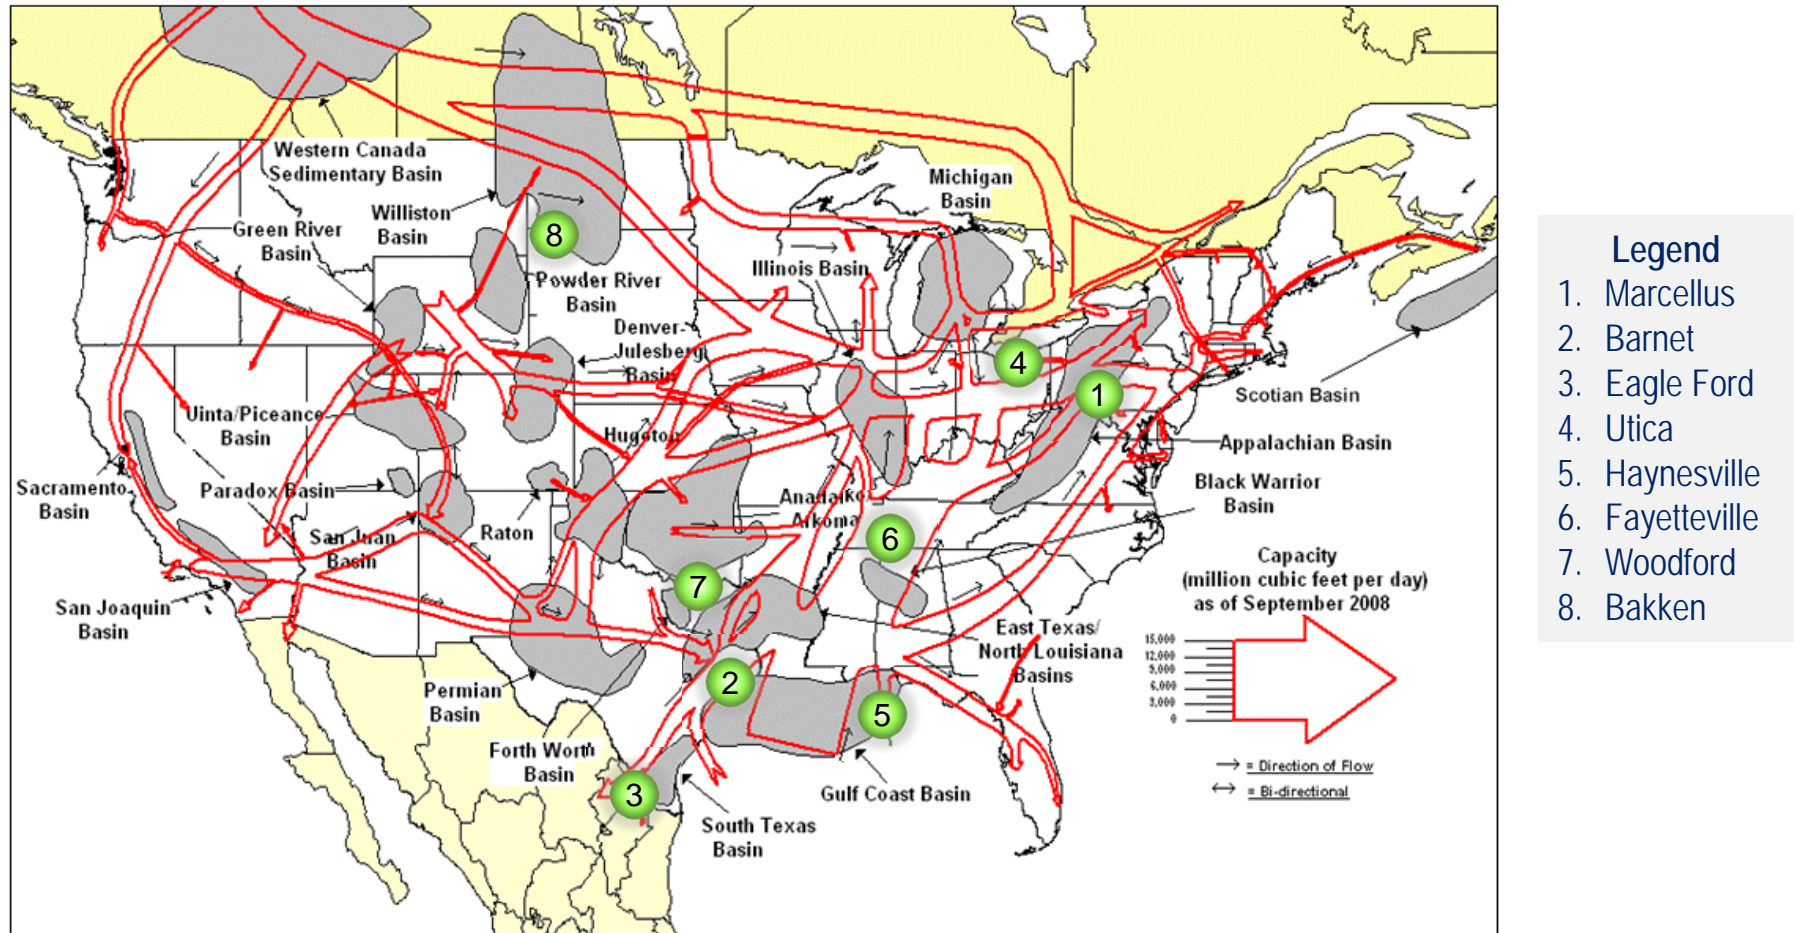 Western Canada
Sedimentary Basin
Michigan
Basin
Williston
Basin
Green River
Basin
8
Powder River
Basin
Illinois Basin
Denver-
Julesberg
Basin
4
1
Scotian Basin
Uinta/Piceance
Basin
Hugoton
Appalachian Basin
Sacramento
Basin
Paradox Basin
Anadarko
Arkoma
Black Warrior
Basin
San Juan
Basin
Raton
6
Capacity
(million cubic feet per day)
as of September 2008
7
San Joaquin
Basin
East Texas/
North Louisiana
Basins
15,000
12,000
9,000
6,000
3,000
0
2
Permian
Basin
5
Forth Worth
Basin
= Direction of Flow
= Bi-directional
3
Gulf Coast Basin
South Texas
Basin
Legend
1. Marcellus
2. Barnet
3. Eagle Ford
4. Utica
5. Haynesville
6. Fayetteville
7. Woodford
8. Bakken